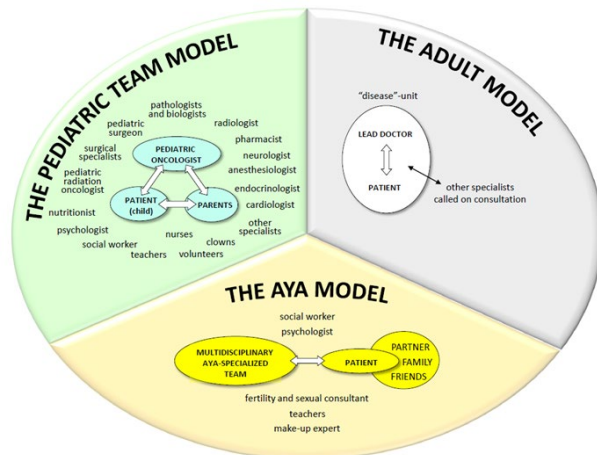 THE PEDIATRIC TEAM MODEL
pathologists
and biologists
pediatric
surgeon
radiologist
surgical
specialists
pharmacist
PEDIATRIC
ONCOLOGIST
neurologist
anesthesiologist
pediatric
radiation
oncologist
endocrinologist
cardiologist
PATIENT
(child)
PARENTS
nutritionist
other
specialists
psychologist
nurses
clowns
social worker
teachers
volunteers
THE ADULT MODEL
"disease"-unit
LEAD DOCTOR
PATIENT
other specialists
called on consultation
THE AYA MODEL
social worker
psychologist
MULTIDISCIPLINARY
AYA-SPECIALIZED
TEAM
PATIENT
PARTNER
FAMILY
FRIENDS
fertility and sexual consultant
teachers
make-up expert